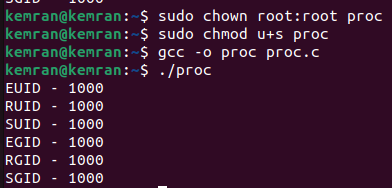 kemran@kemran:~$ sudo chown root:root proc
kemran@kemran:~$ sudo chmod u+s proc
kemran@kemran:~$ gcc -o proc proc.c
kemran@kemran:~$ ./proc
EUID - 1000
RUID - 1000
SUID - 1000
EGID - 1000
RGID - 1000
SGID - 1000